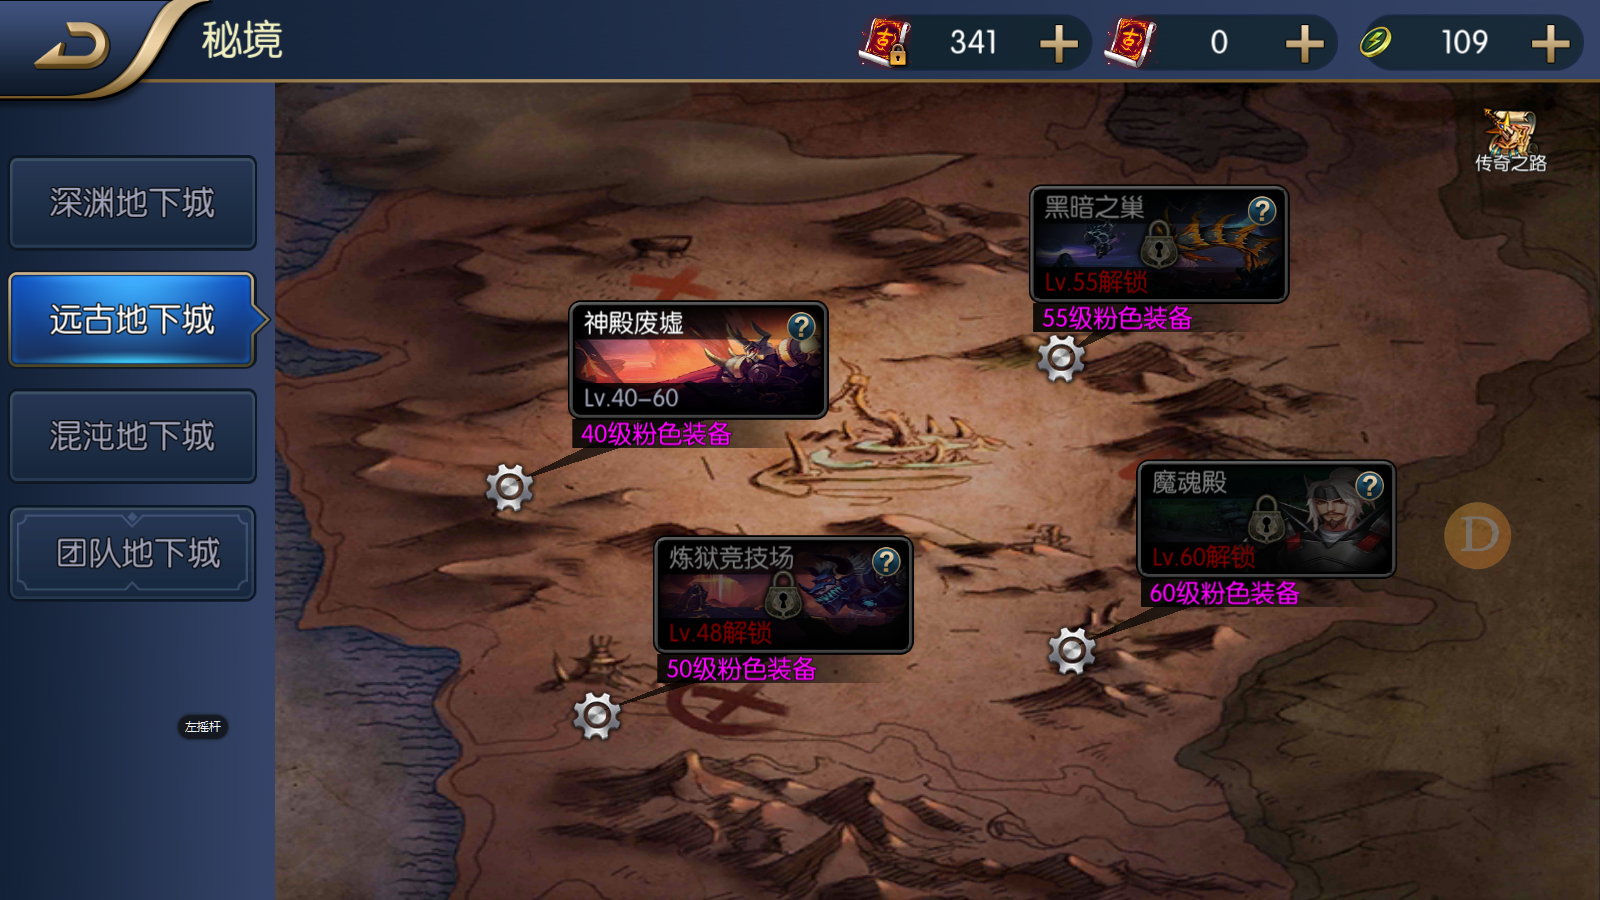 秘境
341
0
109
深渊地下城
远古地下城
混沌地下城
团队地下城
左摇杆
传奇之路
黑暗之巢
Lv.55解锁
55级粉色装备
神殿废墟
Lv.40-60
40级粉色装备
魔魂殿
Lv.60解锁
60级粉色装备
炼狱竞技场
Lv.48解锁
50级粉色装备
D